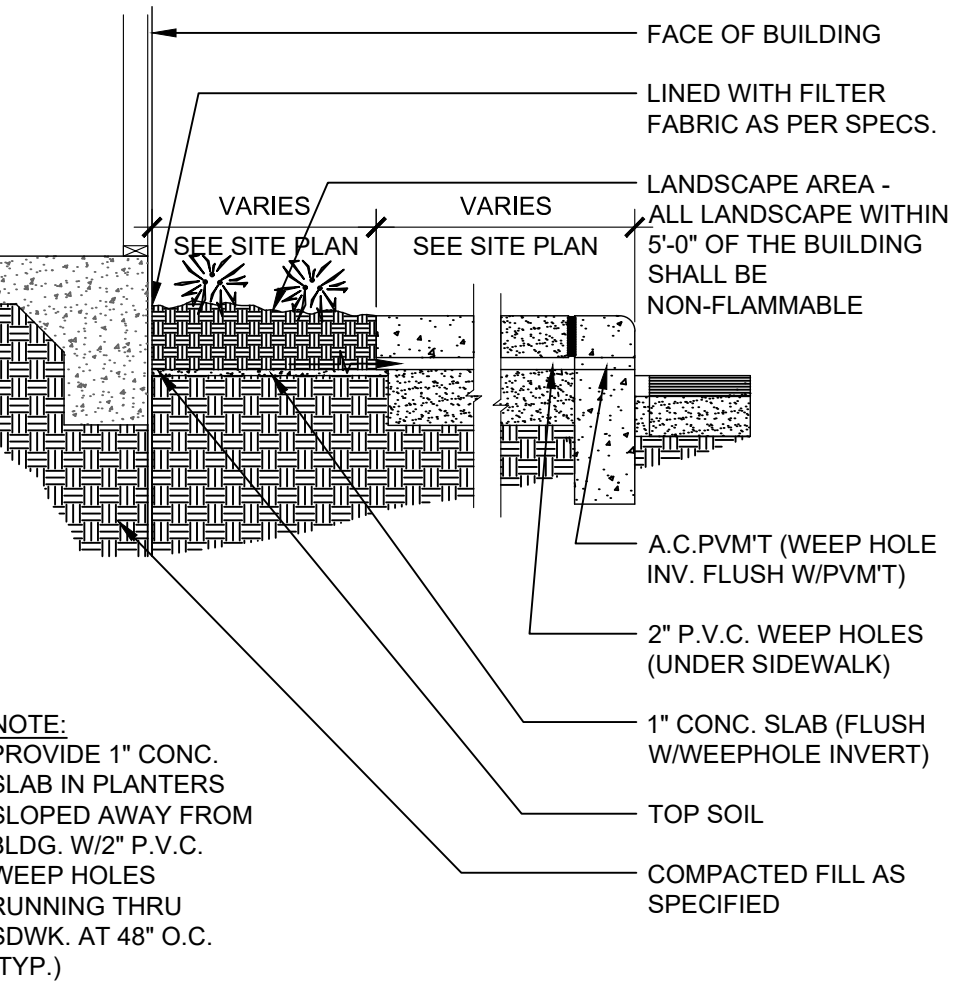 FACE OF BUILDING
LINED WITH FILTER
FABRIC AS PER SPECS.
LANDSCAPE AREA -
ALL LANDSCAPE WITHIN
5'-0" OF THE BUILDING
SHALL BE
NON-FLAMMABLE
VARIES
SEE SITE PLAN
VARIES
SEE SITE PLAN
A.C.PVM'T (WEEP HOLE
INV. FLUSH W/PVM'T)
2" P.V.C. WEEP HOLES
(UNDER SIDEWALK)
1" CONC. SLAB (FLUSH
W/WEEPHOLE INVERT)
TOP SOIL
COMPACTED FILL AS
SPECIFIED
NOTE:
PROVIDE 1" CONC.
SLAB IN PLANTERS
SLOPED AWAY FROM
BLDG. W/2" P.V.C.
WEEP HOLES
RUNNING THRU
SDWK. AT 48" O.C.
TYP.)